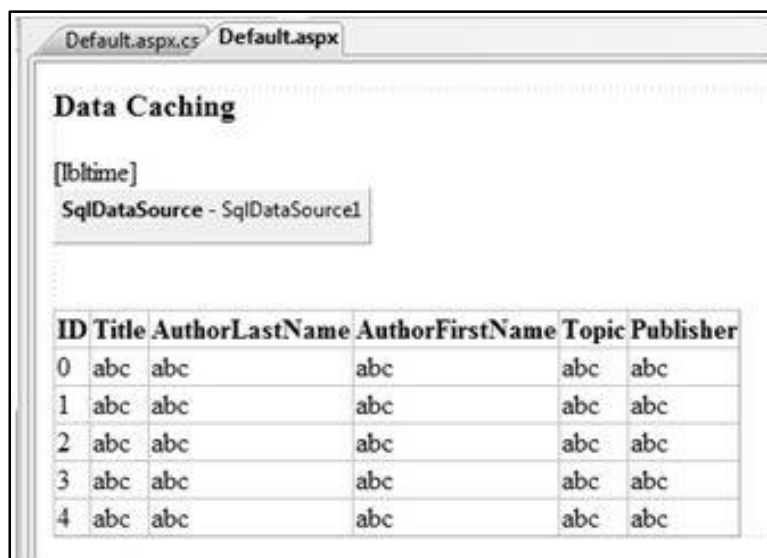 Default.aspx.cs Default.aspx
Data Caching
[lbltime]
SqlDataSource - SqlDataSource1
ID Title AuthorLastName AuthorFirstName Topic Publisher
0 abc abc abc abc abc
1 abc abc abc abc abc
2 abc abc abc abc abc
3 abc abc abc abc abc
4 abc abc abc abc abc